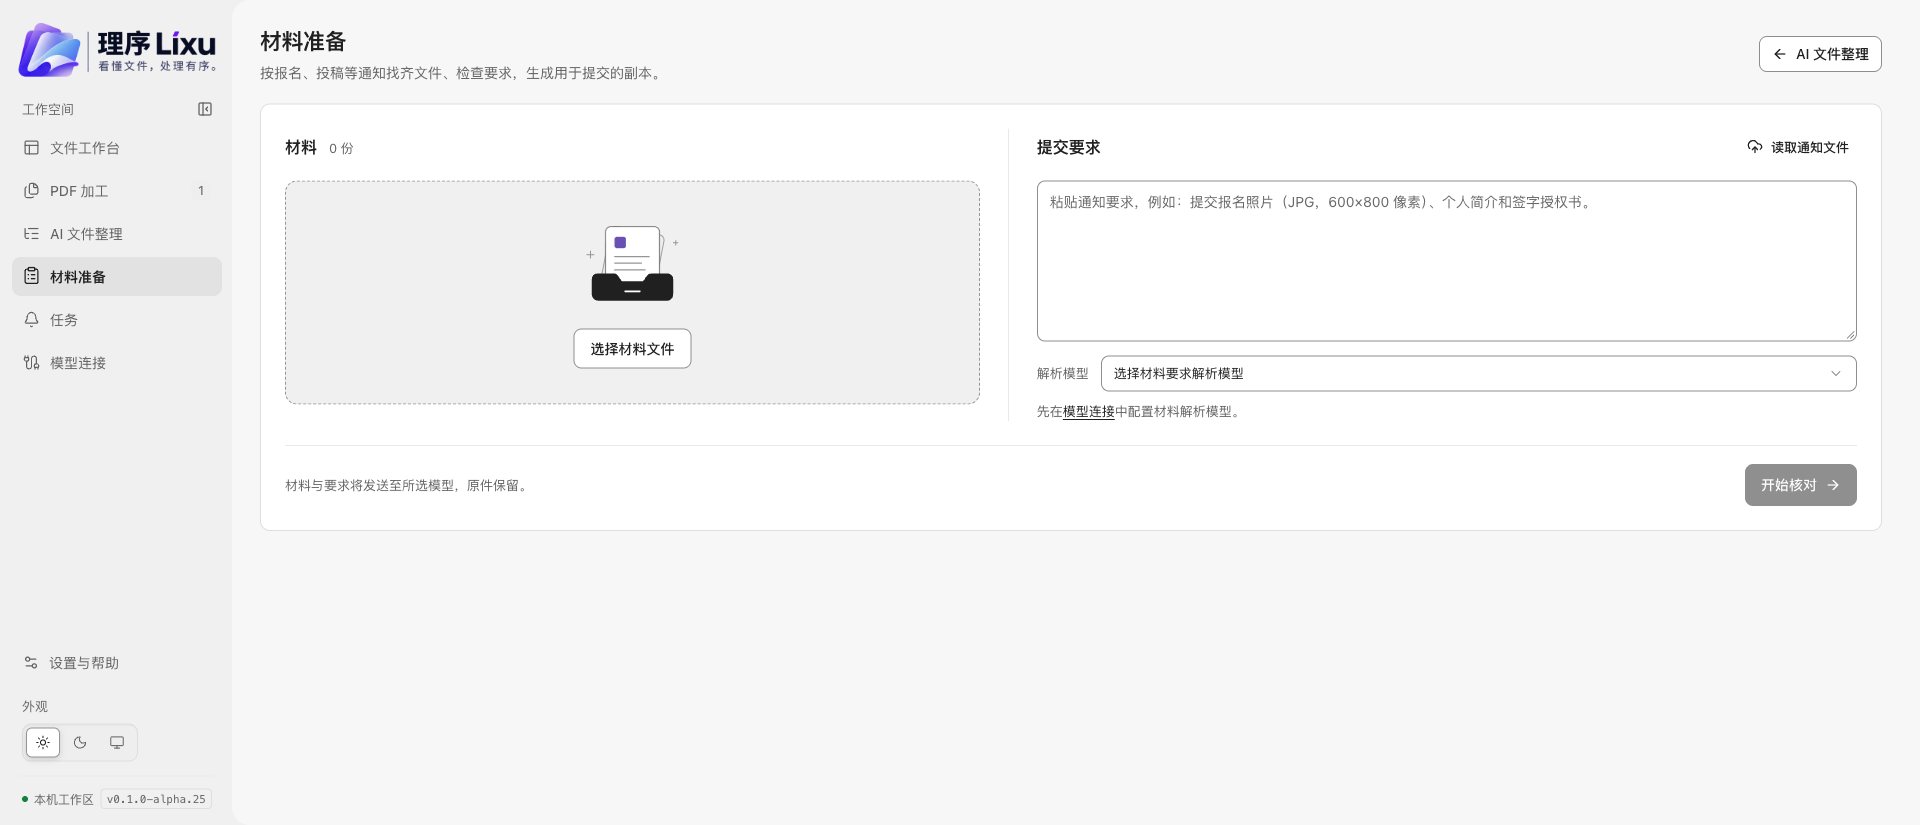 理序 Lixu
看懂文件，处理有序。
工作空间
文件工作台
PDF 加工
1
AI 文件整理
材料准备
任务
模型连接
设置与帮助
外观
本机工作区
v0.1.0-alpha.25
材料准备
按报名、投稿等通知找齐文件、检查要求，生成用于提交的副本。
AI 文件整理
材料 0 份
选择材料文件
提交要求
读取通知文件
粘贴通知要求，例如：提交报名照片（JPG，600×800 像素）、个人简介和签字授权书。
解析模型
选择材料要求解析模型
先在模型连接中配置材料解析模型。
材料与要求将发送至所选模型，原件保留。
开始核对